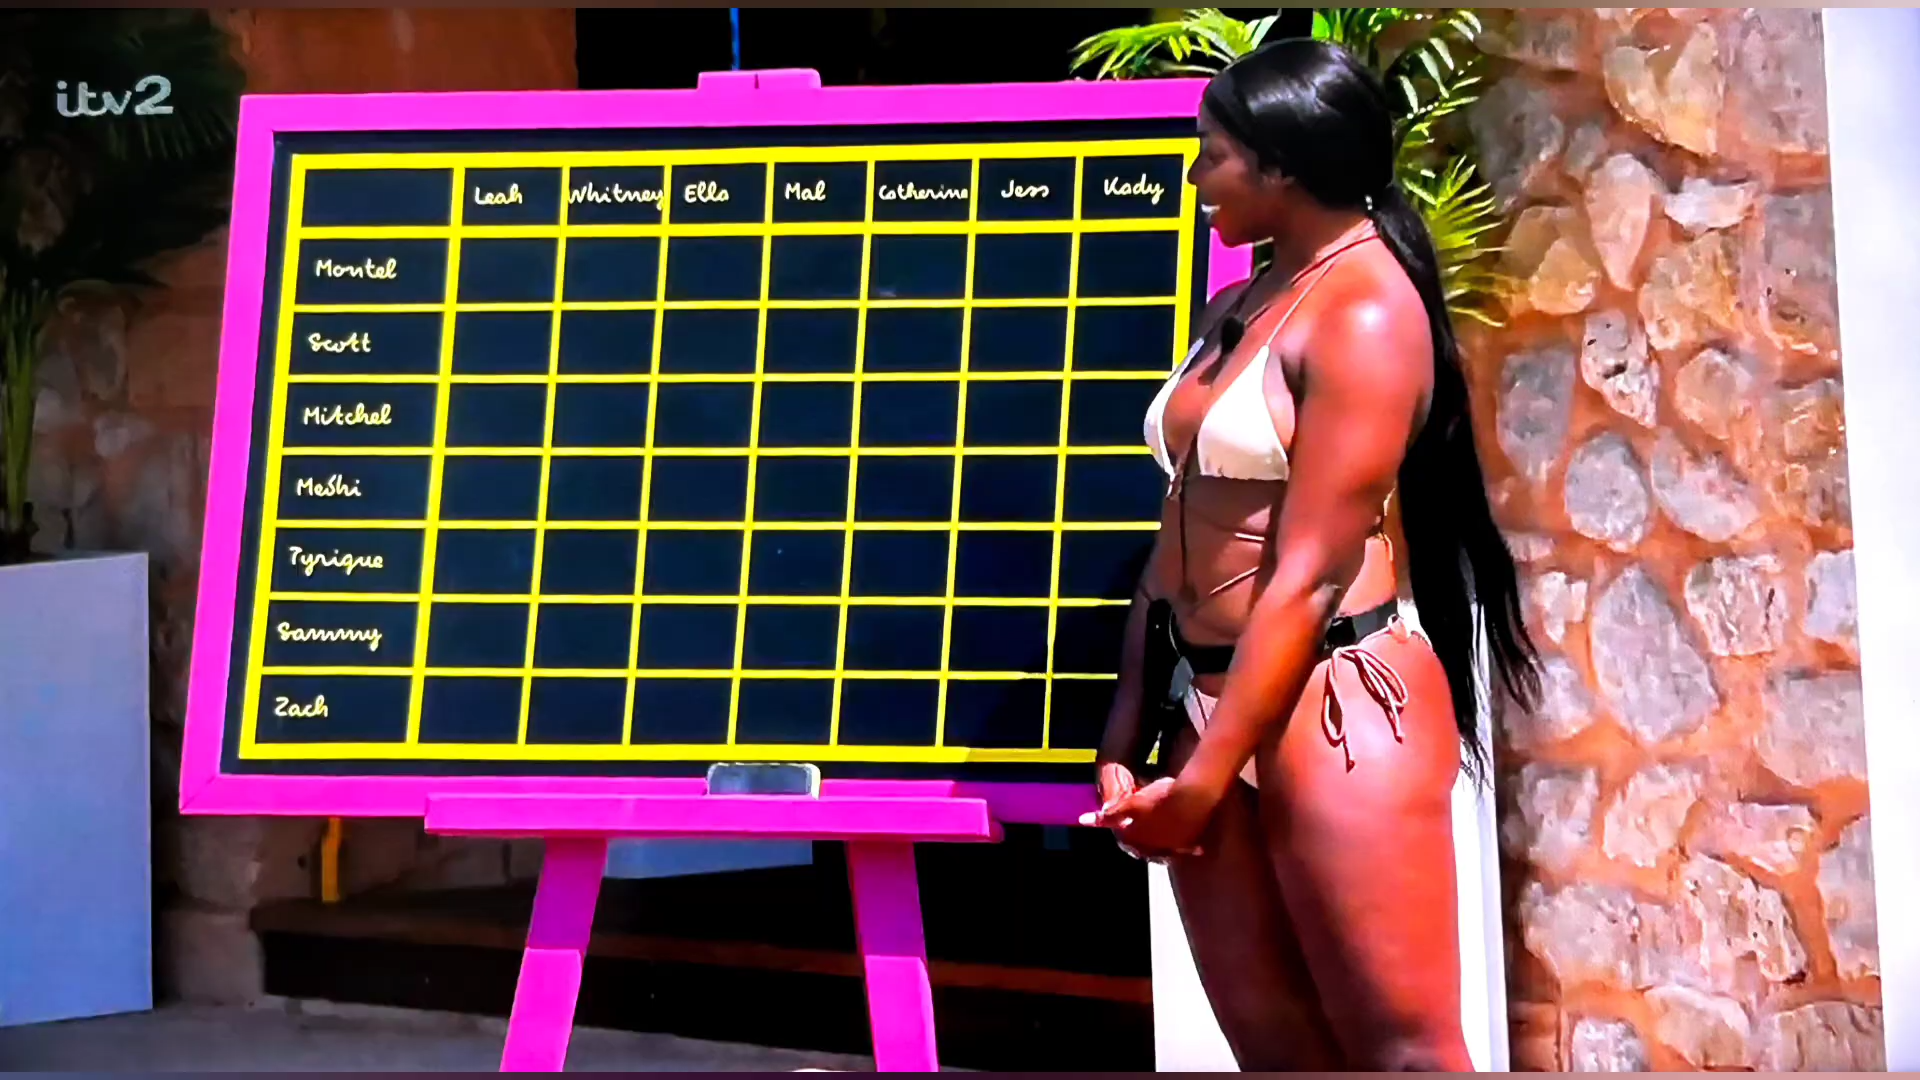 itv2
Leah Whitney Ella Mal Catherine Jess Kady
Montel
Scott
Mitchel
Meshi
Tyrique
Sammy
Zach